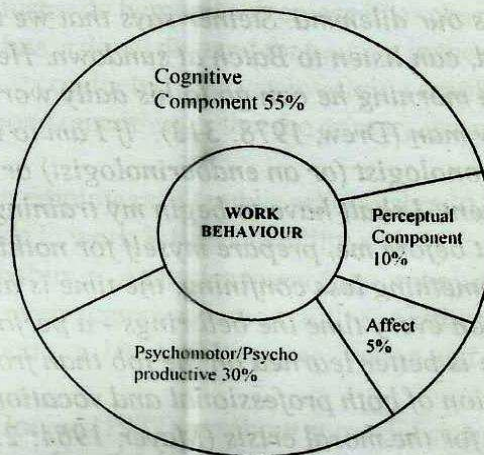 Cognitive
Component 55%
WORK
BEHAVIOUR
Perceptual
Component
10%
Affect
5%
Psychomotor/Psycho
productive 30%